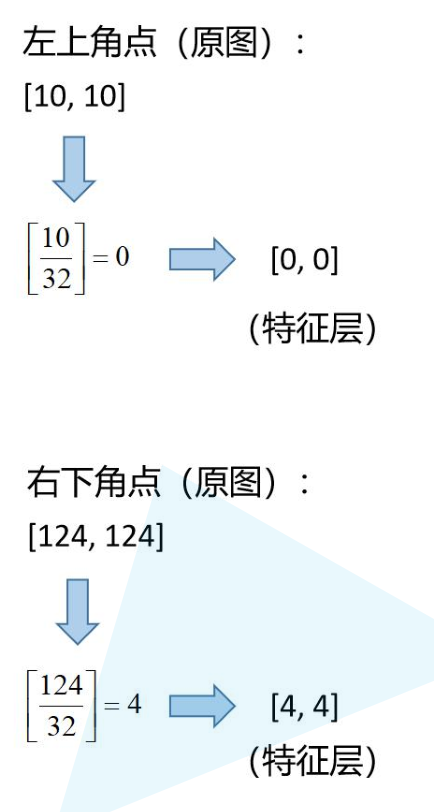 左上角点（原图）：
[10, 10]
[10/32] = 0
[0, 0]
(特征层）
右下角点（原图）：
[124, 124]
[124/32] = 4
[4, 4]
(特征层）